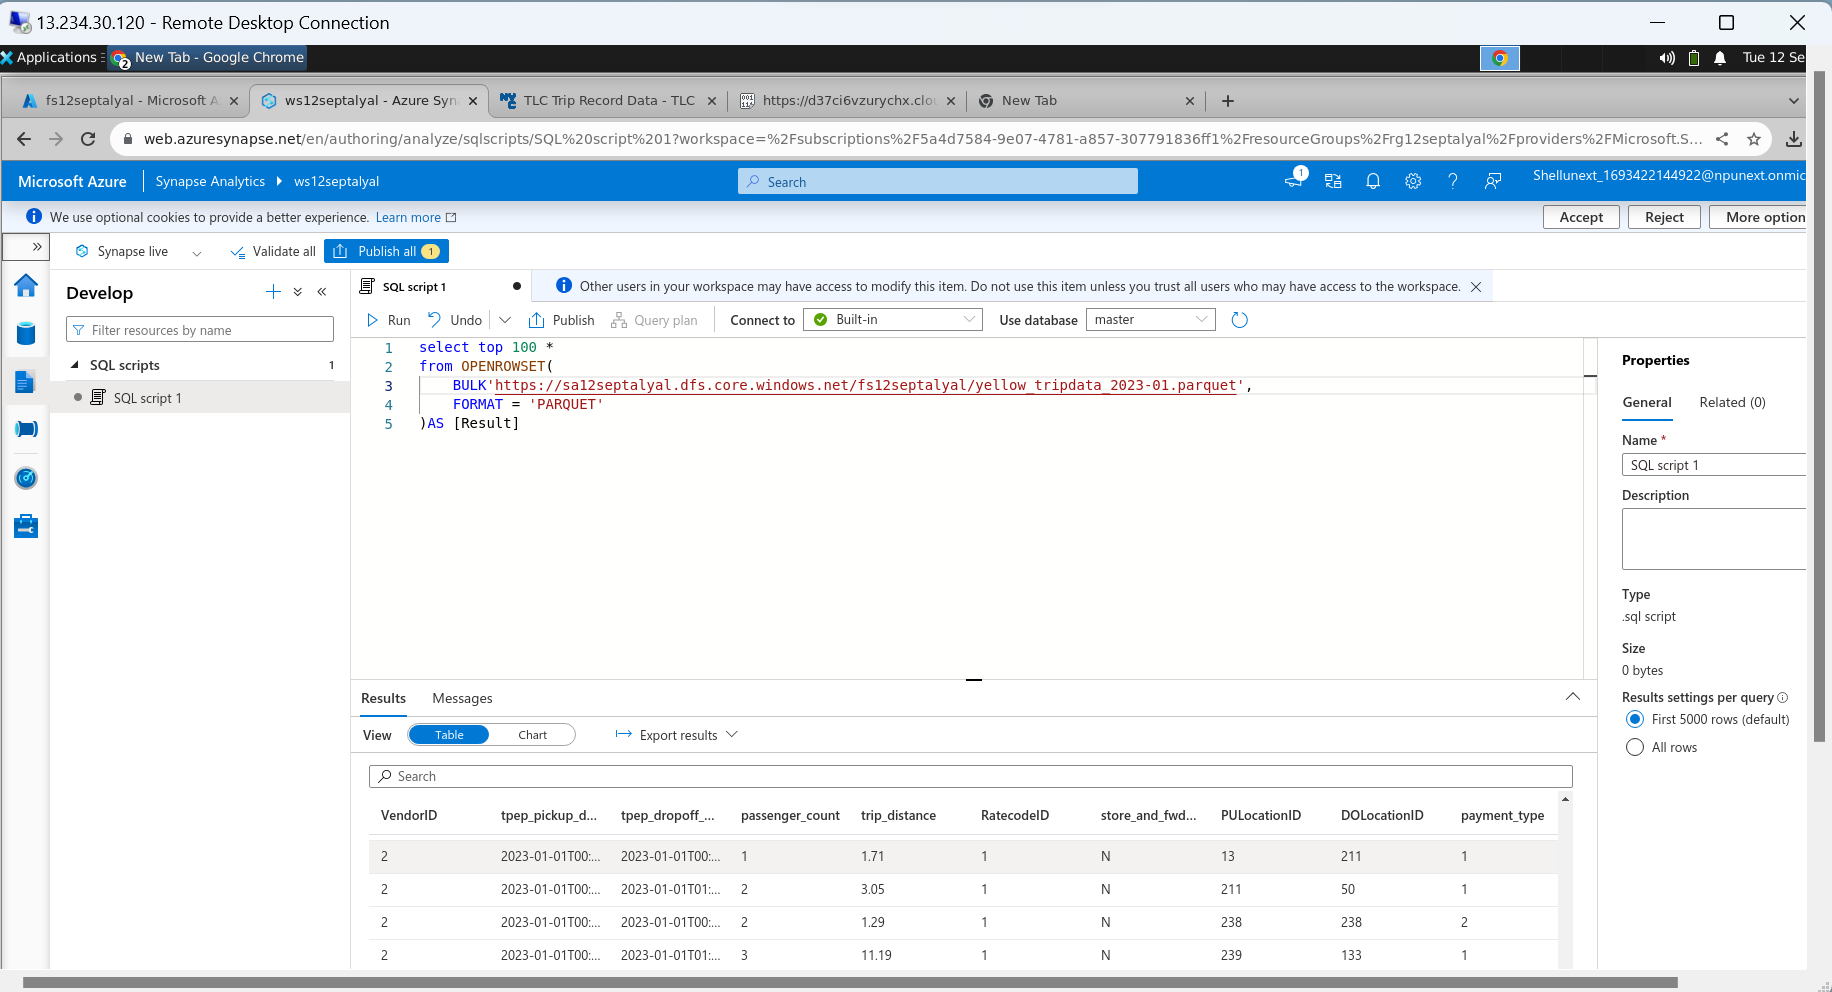 13.234.30.120 - Remote Desktop Connection
Applications
2 New Tab - Google Chrome
Tue 12 Se
fs12septalyal - Microsoft A
ws12septalyal - Azure Syn
TLC Trip Record Data - TLC
https://d37ci6vzurychx.clou
New Tab
web.azuresynapse.net/en/authoring/analyze/sqlscripts/SQL%20script%201?workspace=%2Fsubscriptions%2F5a4d7584-9e07-4781-a857-307791836ff1%2FresourceGroups%2Frg12septalyal%2Fproviders%2FMicrosoft.S...
Microsoft Azure
Synapse Analytics
ws12septalyal
Search
1
Shellunext_1693422144922@npunext.onmic
We use optional cookies to provide a better experience. Learn more
Accept
Reject
More option
Synapse live
Validate all
Publish all 1
Develop
Filter resources by name
SQL scripts 1
SQL script 1
SQL script 1
Other users in your workspace may have access to modify this item. Do not use this item unless you trust all users who may have access to the workspace.
Run
Undo
Publish
Query plan
Connect to Built-in
Use database master
1 select top 100 *
2 from OPENROWSET(
3 BULK'https://sa12septalyal.dfs.core.windows.net/fs12septalyal/yellow_tripdata_2023-01.parquet',
4 FORMAT = 'PARQUET'
5 )AS [Result]
Properties
General
Related (0)
Name *
SQL script 1
Description
Type
.sql script
Size
0 bytes
Results settings per query
First 5000 rows (default)
All rows
Results
Messages
View
Table
Chart
Export results
Search
VendorID tpep_pickup_d... tpep_dropoff_... passenger_count trip_distance RatecodeID store_and_fwd... PULocationID DOLocationID payment_type
2 2023-01-01T00:... 2023-01-01T00:... 1 1.71 1 N 13 211 1
2 2023-01-01T00:... 2023-01-01T01:... 2 3.05 1 N 211 50 1
2 2023-01-01T00:... 2023-01-01T00:... 2 1.29 1 N 238 238 2
2 2023-01-01T00:... 2023-01-01T01:... 3 11.19 1 N 239 133 1